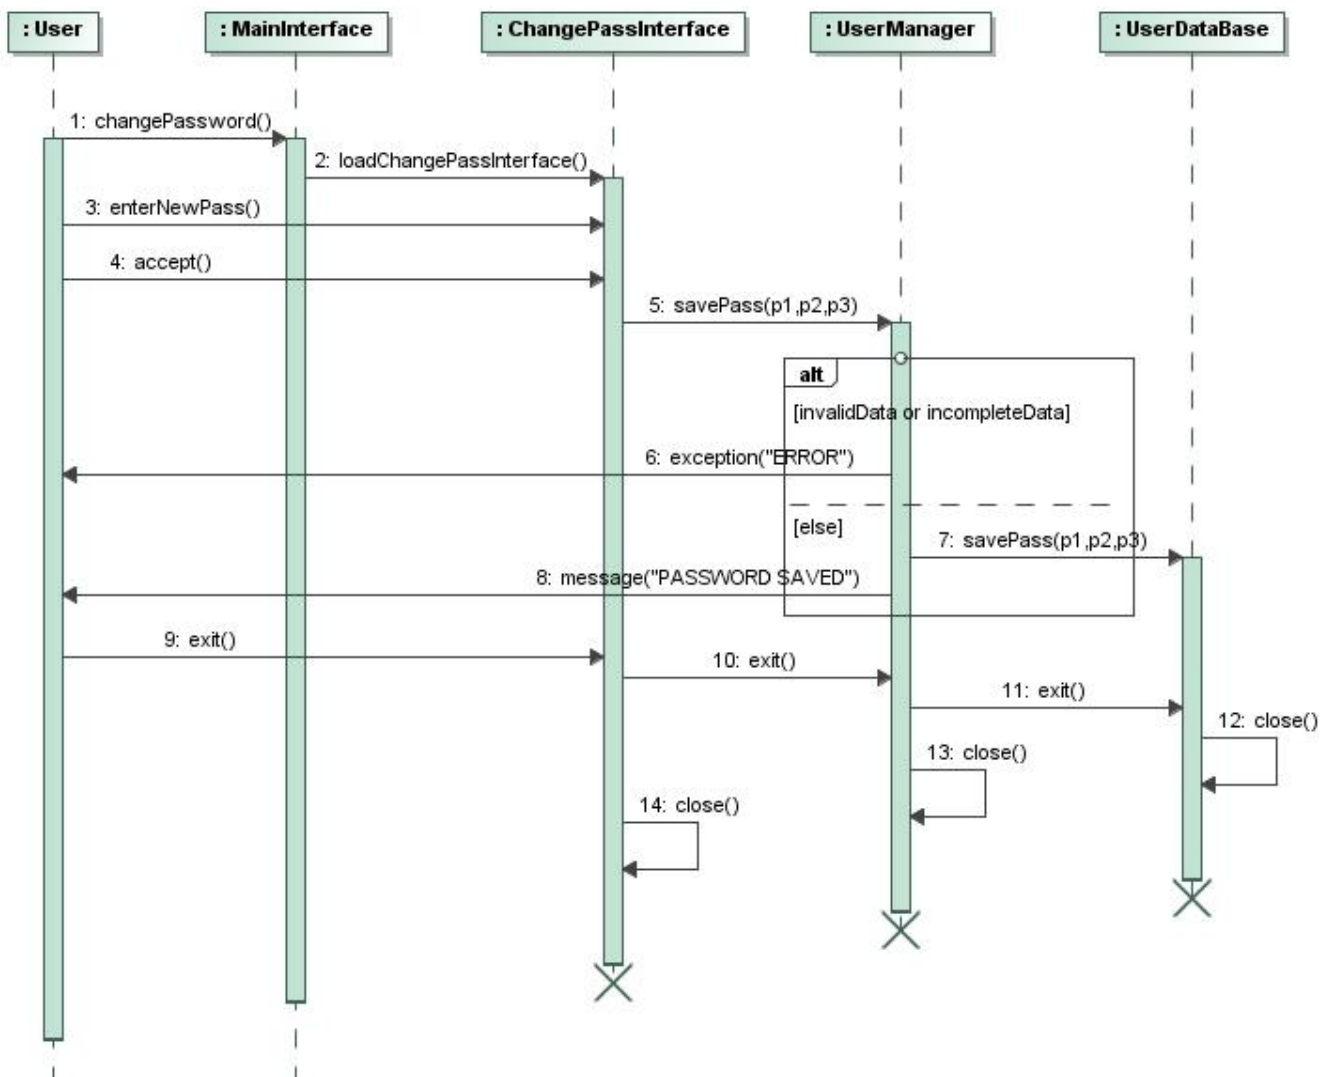 : User
: MainInterface
: ChangePassInterface
: UserManager
: UserDataBase
1: changePassword()
2: loadChangePassInterface()
3: enterNewPass()
4: accept()
5: savePass(p1,p2,p3)
alt
[invalidData or incompleteData]
6: exception("ERROR")
[else]
7: savePass(p1,p2,p3)
8: message("PASSWORD SAVED")
9: exit()
10: exit()
11: exit()
12: close()
13: close()
14: close()